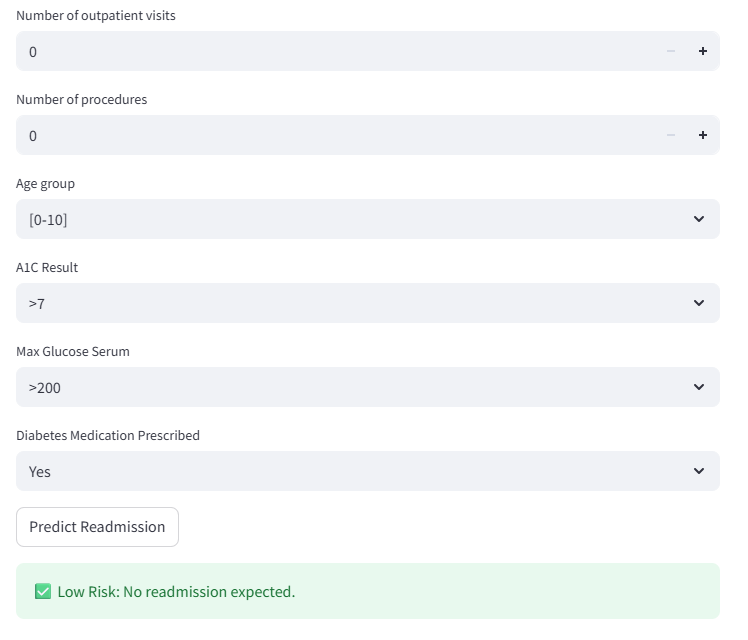 Number of outpatient visits
0
Number of procedures
0
Age group
[0-10]
A1C Result
>7
Max Glucose Serum
>200
Diabetes Medication Prescribed
Yes
Predict Readmission
✅ Low Risk: No readmission expected.